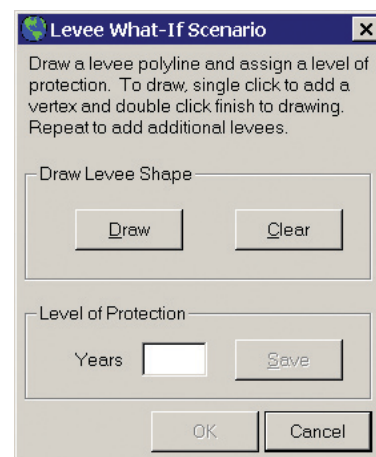 Levee What-If Scenario
Draw a levee polyline and assign a level of
protection. To draw, single click to add a
vertex and double click finish to drawing.
Repeat to add additional levees.
Draw Levee Shape
Draw Clear
Level of Protection
Years Save
OK Cancel